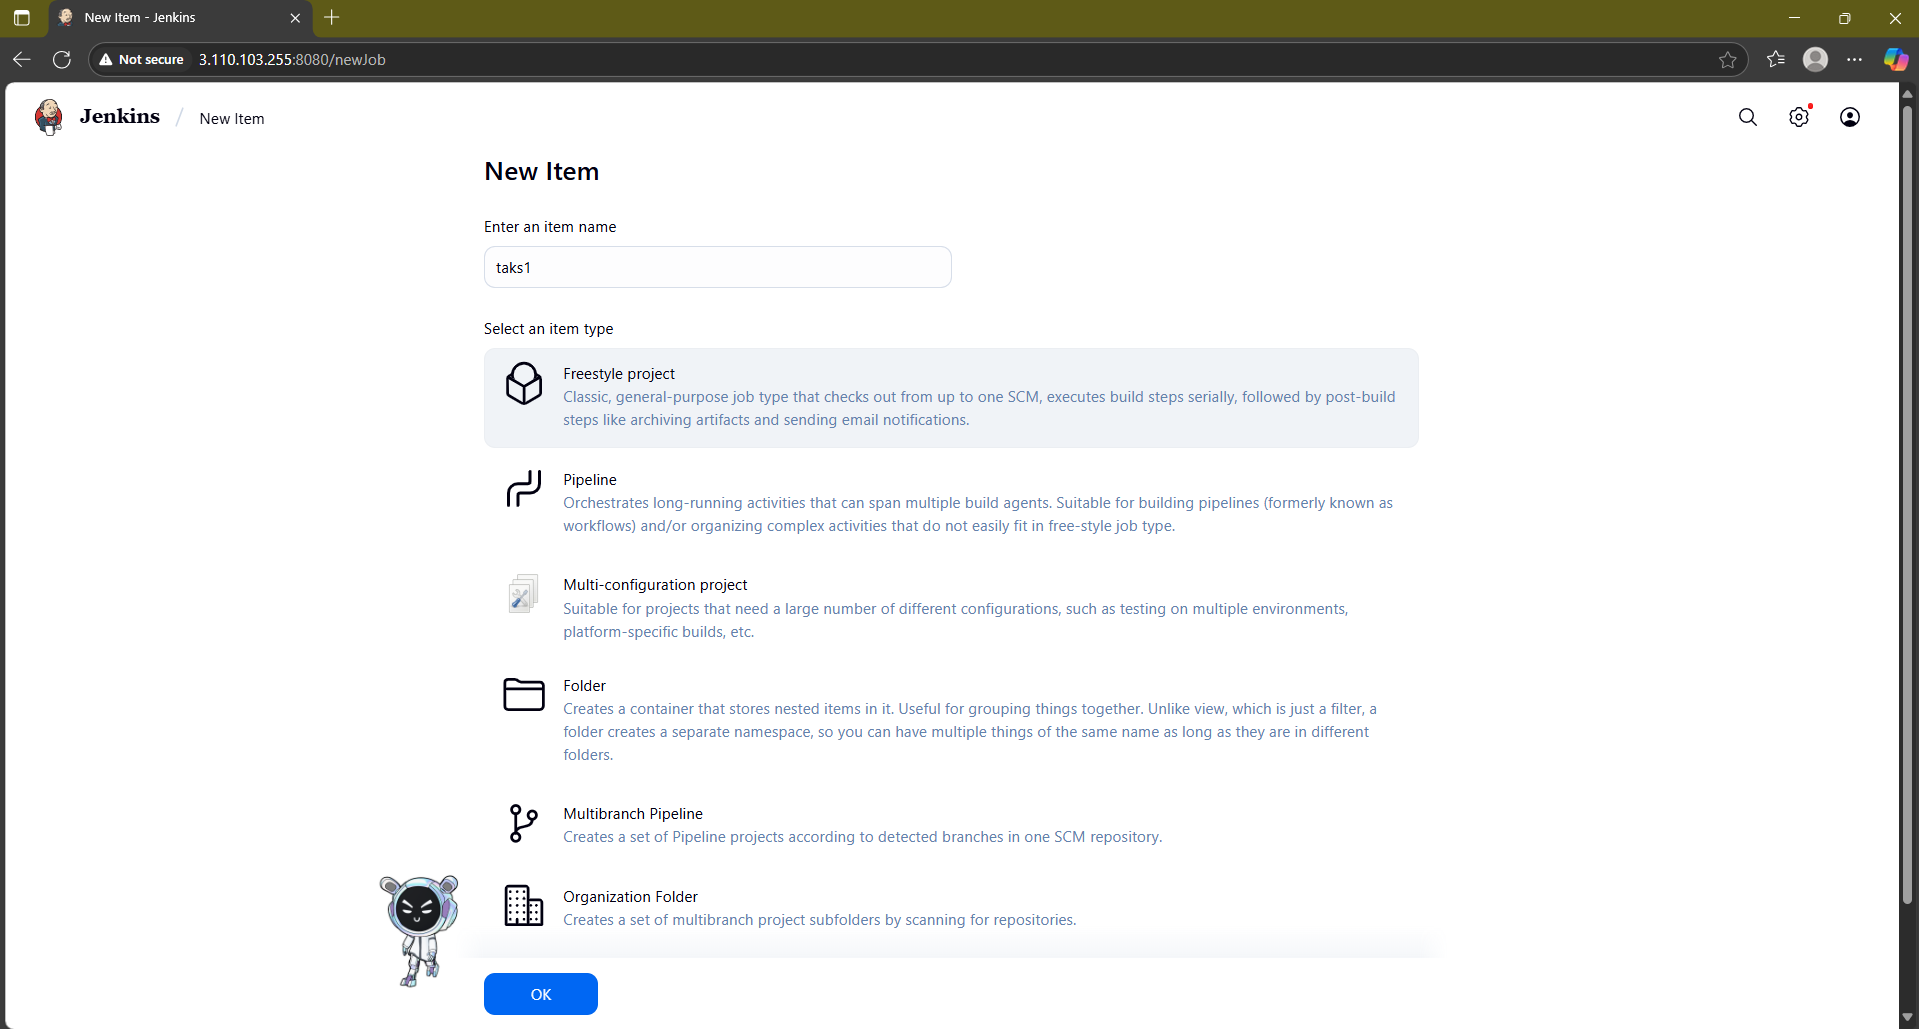 New Item - Jenkins
Not secure
3.110.103.255:8080/newJob
Jenkins / New Item
New Item
Enter an item name
taks1
Select an item type
Freestyle project
Classic, general-purpose job type that checks out from up to one SCM, executes build steps serially, followed by post-build
steps like archiving artifacts and sending email notifications.
Pipeline
Orchestrates long-running activities that can span multiple build agents. Suitable for building pipelines (formerly known as
workflows) and/or organizing complex activities that do not easily fit in free-style job type.
Multi-configuration project
Suitable for projects that need a large number of different configurations, such as testing on multiple environments,
platform-specific builds, etc.
Folder
Creates a container that stores nested items in it. Useful for grouping things together. Unlike view, which is just a filter, a
folder creates a separate namespace, so you can have multiple things of the same name as long as they are in different
folders.
Multibranch Pipeline
Creates a set of Pipeline projects according to detected branches in one SCM repository.
Organization Folder
Creates a set of multibranch project subfolders by scanning for repositories.
OK